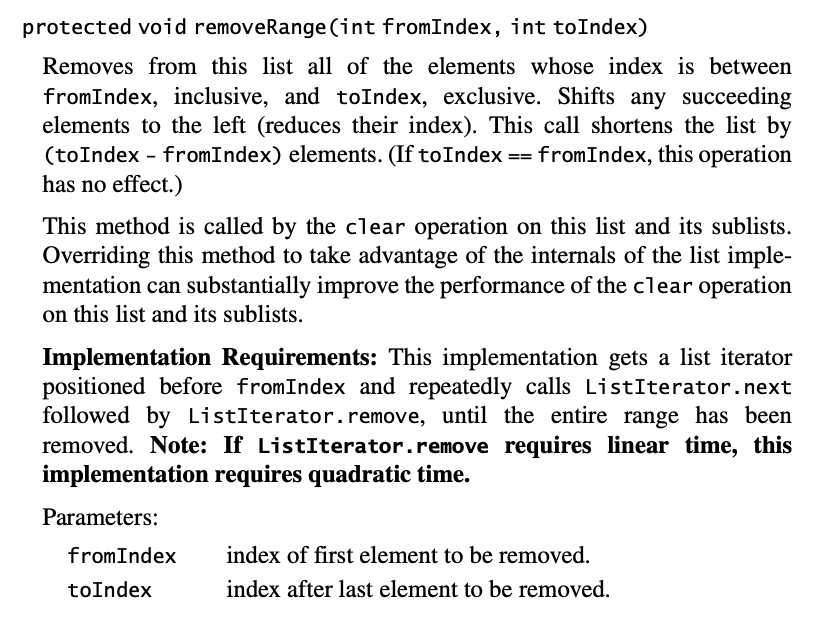 protected void removeRange(int fromIndex, int toIndex)
Removes from this list all of the elements whose index is between
fromIndex, inclusive, and toIndex, exclusive. Shifts any succeeding
elements to the left (reduces their index). This call shortens the list by
(toIndex - fromIndex) elements. (If toIndex == fromIndex, this operation
has no effect.)
This method is called by the clear operation on this list and its sublists.
Overriding this method to take advantage of the internals of the list imple-
mentation can substantially improve the performance of the clear operation
on this list and its sublists.
Implementation Requirements: This implementation gets a list iterator
positioned before fromIndex and repeatedly calls ListIterator.next
followed by ListIterator.remove, until the entire range has been
removed. Note: If ListIterator.remove requires linear time, this
implementation requires quadratic time.
Parameters:
fromIndex index of first element to be removed.
toIndex index after last element to be removed.